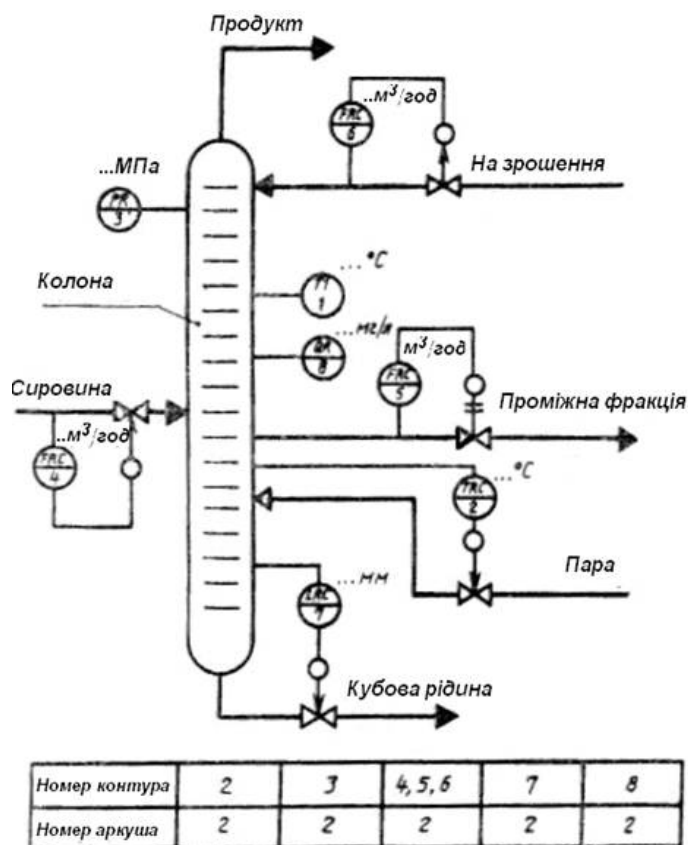 Продукт
..м³/год
FRC
6
На зрошення
...МПа
PR
3
...°C
Колона
TI
1
...мг/л
QR
8
м³/год
FRC
5
Сировина
Проміжна фракція
..м³/год
FRC
4
...°C
TRC
2
...мм
Пара
LRC
7
Кубова рідина
Номер контура 2 3 4, 5, 6 7 8
Номер аркуша 2 2 2 2 2